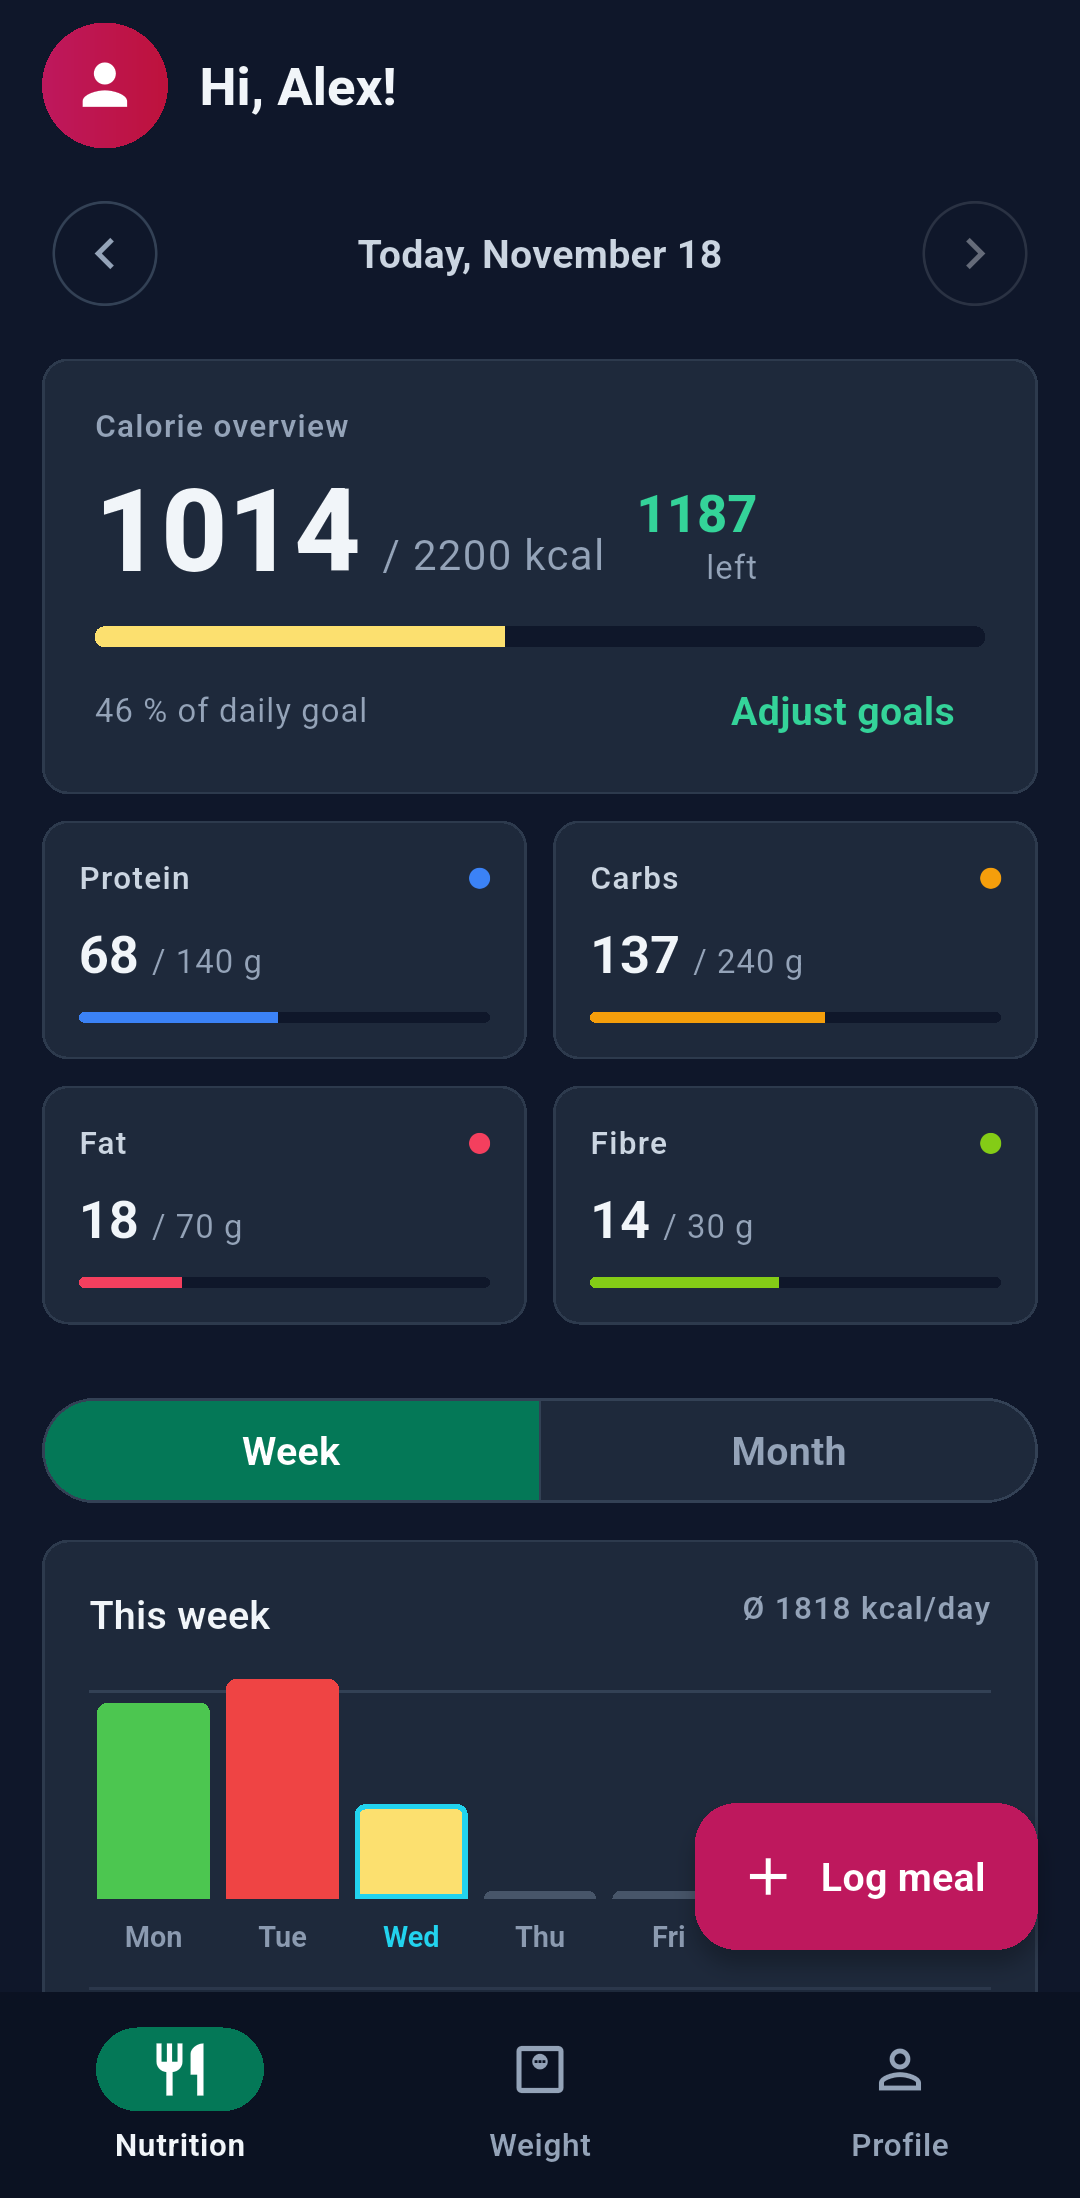 Hi, Alex!
Today, November 18
Calorie overview
1014 / 2200 kcal
1187
left
46 % of daily goal
Adjust goals
Protein
68 / 140 g
Carbs
137 / 240 g
Fat
18 / 70 g
Fibre
14 / 30 g
Week
Month
This week
Ø 1818 kcal/day
Mon
Tue
Wed
Thu
Fri
Log meal
Nutrition
Weight
Profile